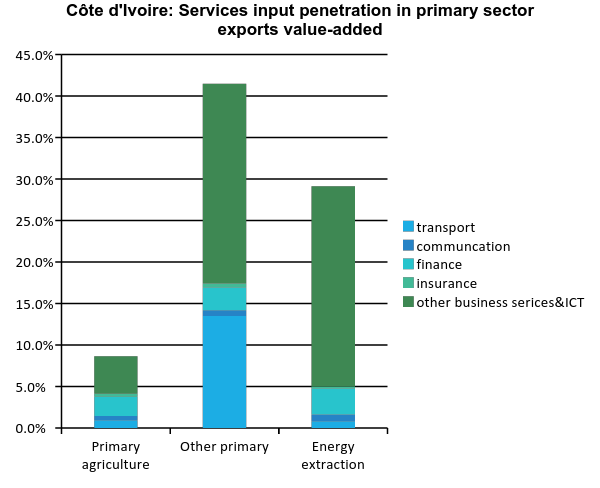 Côte d'Ivoire: Services input penetration in primary sector
exports value-added
45.0%
40.0%
35.0%
30.0%
25.0%
20.0%
15.0%
10.0%
5.0%
0.0%
Primary
agriculture
Other primary
Energy
extraction
transport
communcation
finance
insurance
other business serices&ICT